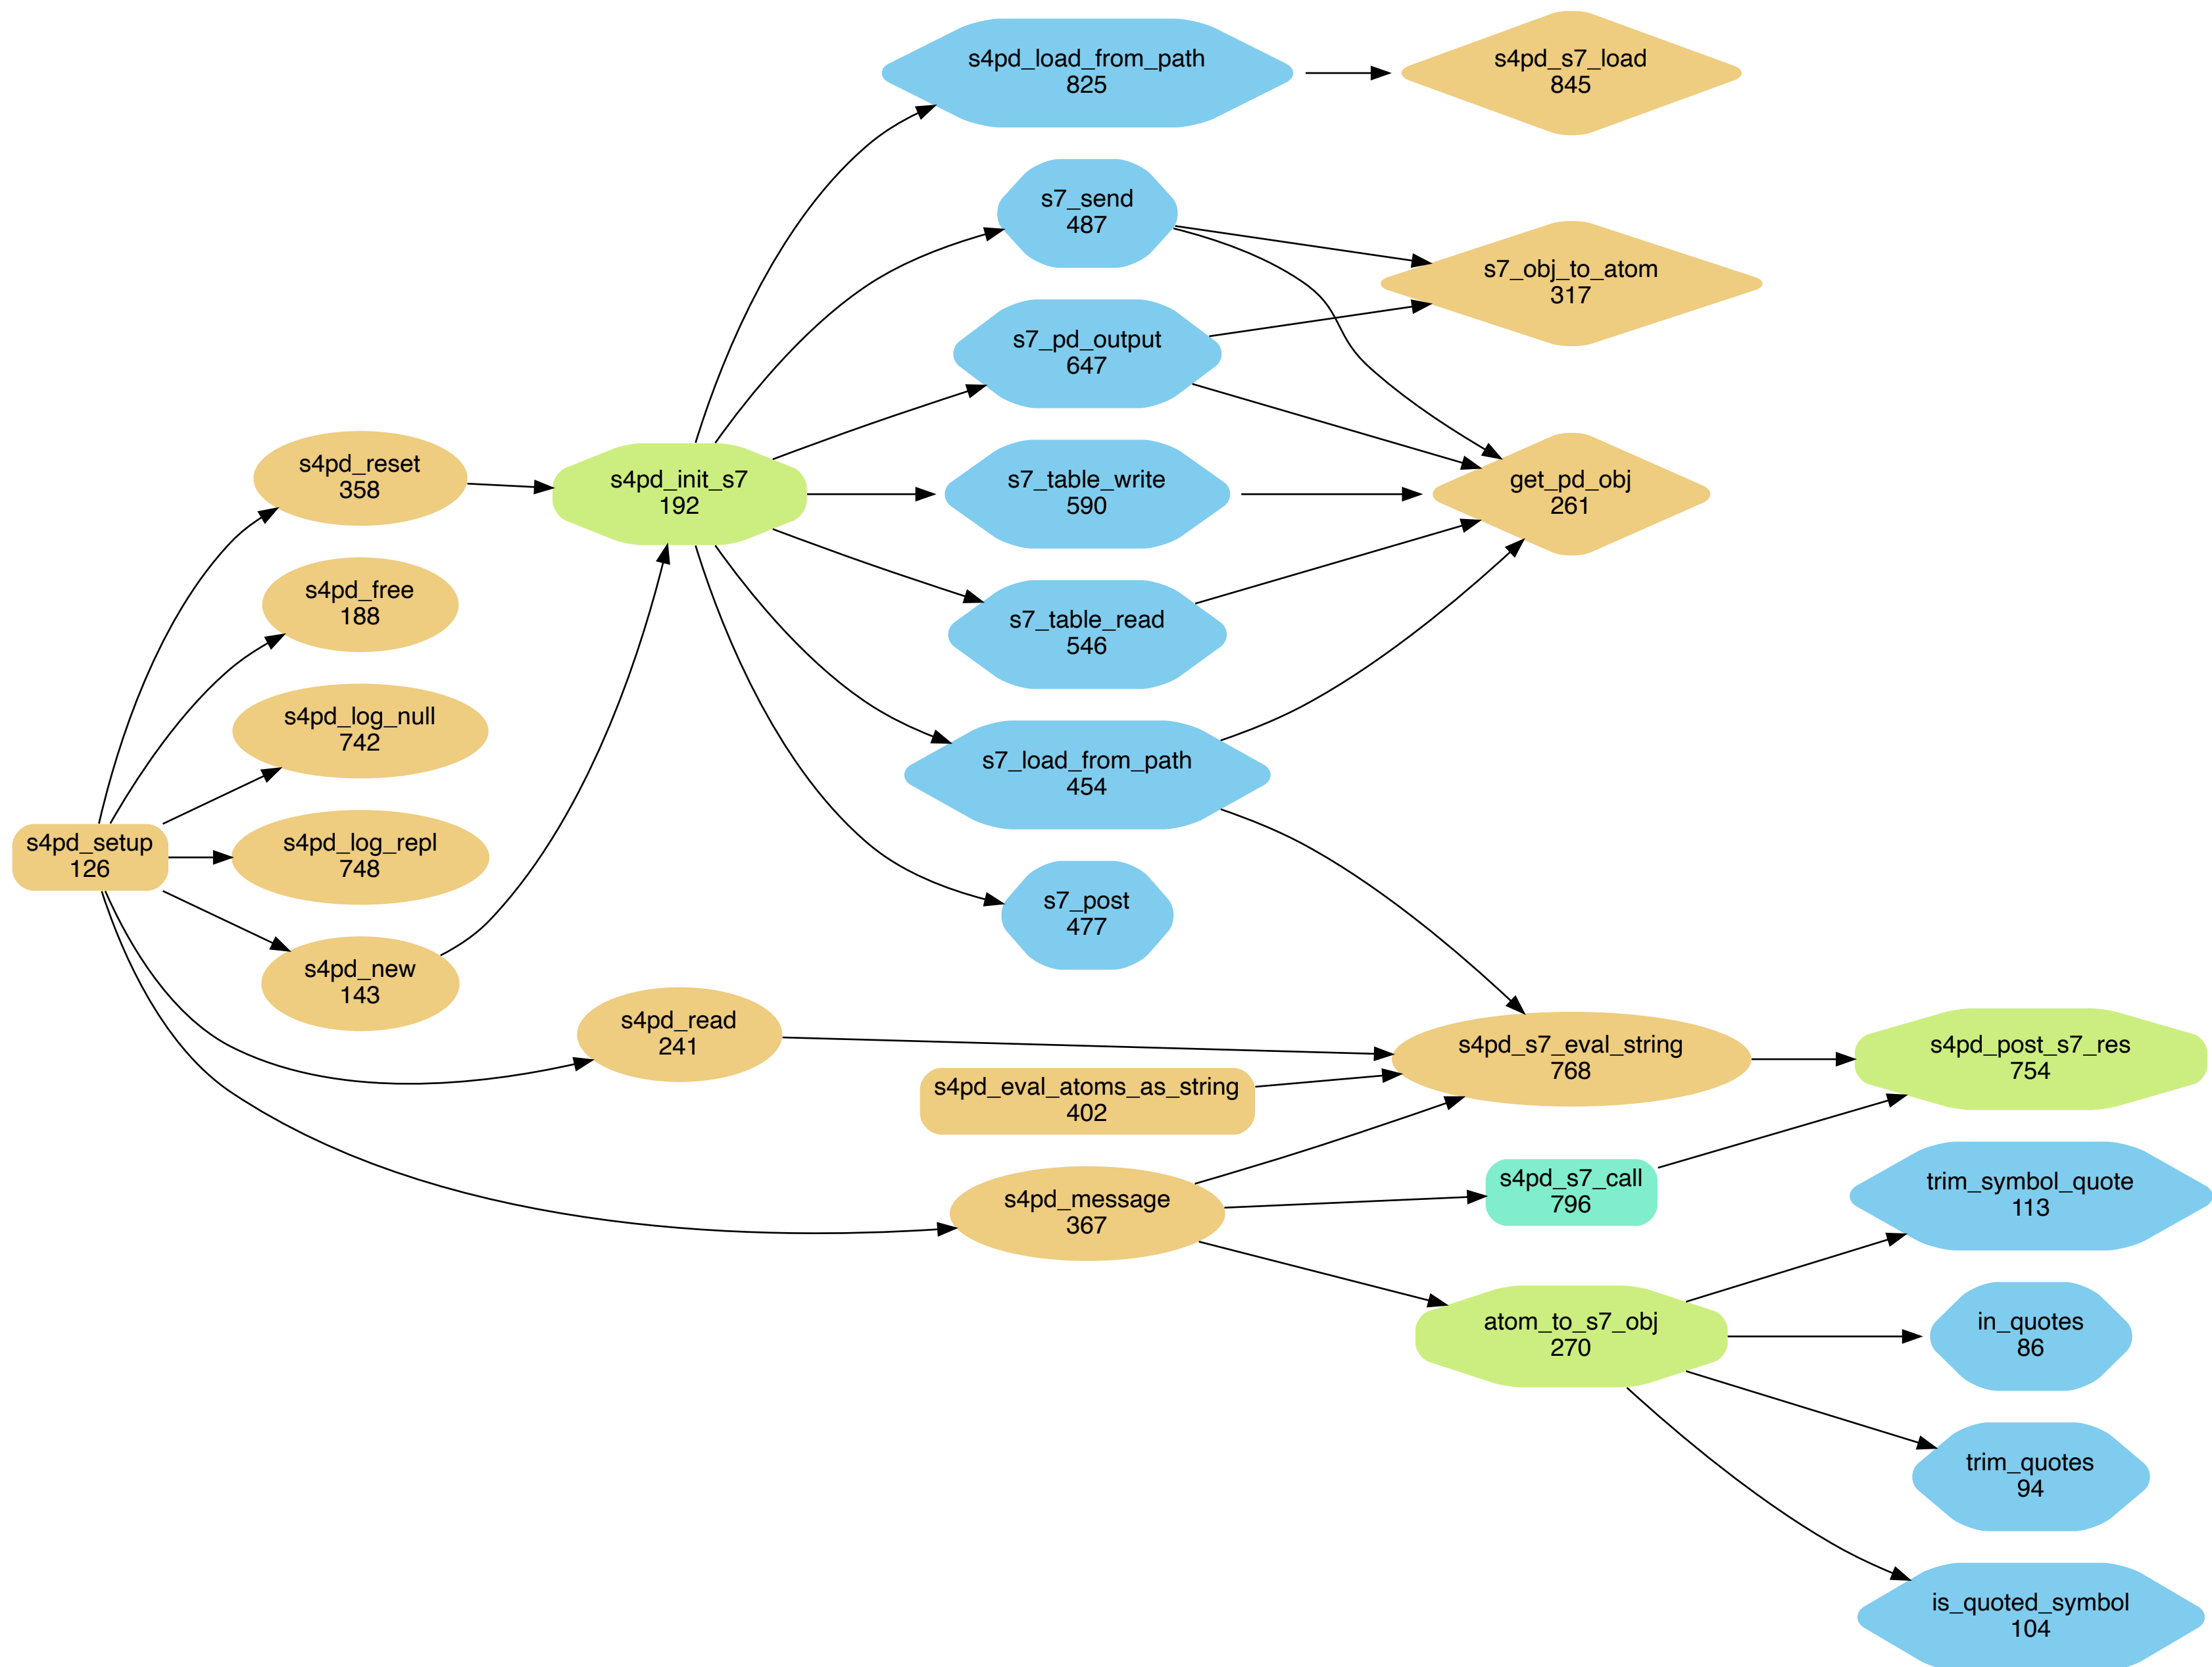 s4pd_load_from_path
825
s4pd_s7_load
845
s7_send
487
s7_obj_to_atom
317
s7_pd_output
647
s4pd_reset
358
s4pd_init_s7
192
s7_table_write
590
get_pd_obj
261
s4pd_free
188
s7_table_read
546
s4pd_log_null
742
s7_load_from_path
454
s4pd_setup
126
s4pd_log_repl
748
s7_post
477
s4pd_new
143
s4pd_read
241
s4pd_s7_eval_string
768
s4pd_post_s7_res
754
s4pd_eval_atoms_as_string
402
s4pd_message
367
s4pd_s7_call
796
trim_symbol_quote
113
atom_to_s7_obj
270
in_quotes
86
trim_quotes
94
is_quoted_symbol
104